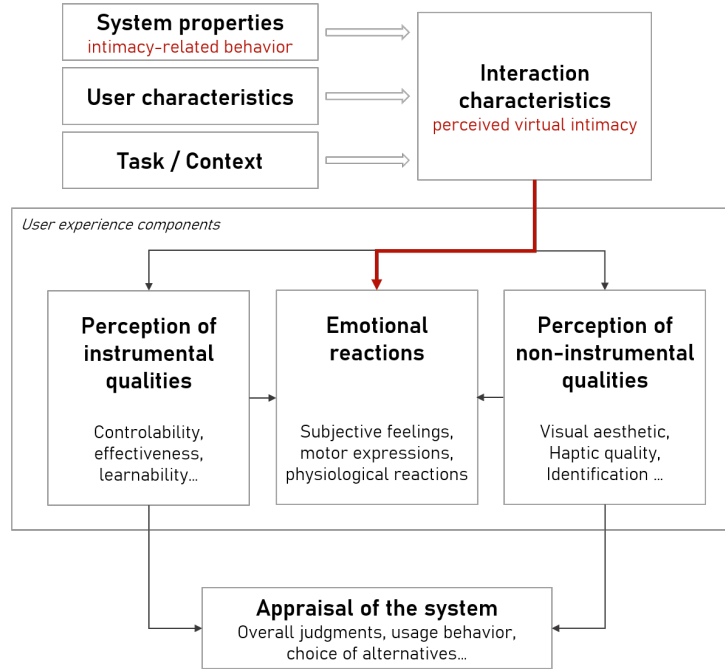 System properties
intimacy-related behavior
User characteristics
Task / Context
Interaction
characteristics
perceived virtual intimacy
User experience components
Perception of
instrumental
qualities
Controlability,
effectiveness,
learnability...
Emotional
reactions
Subjective feelings,
motor expressions,
physiological reactions
Perception of
non-instrumental
qualities
Visual aesthetic,
Haptic quality,
Identification ...
Appraisal of the system
Overall judgments, usage behavior,
choice of alternatives...